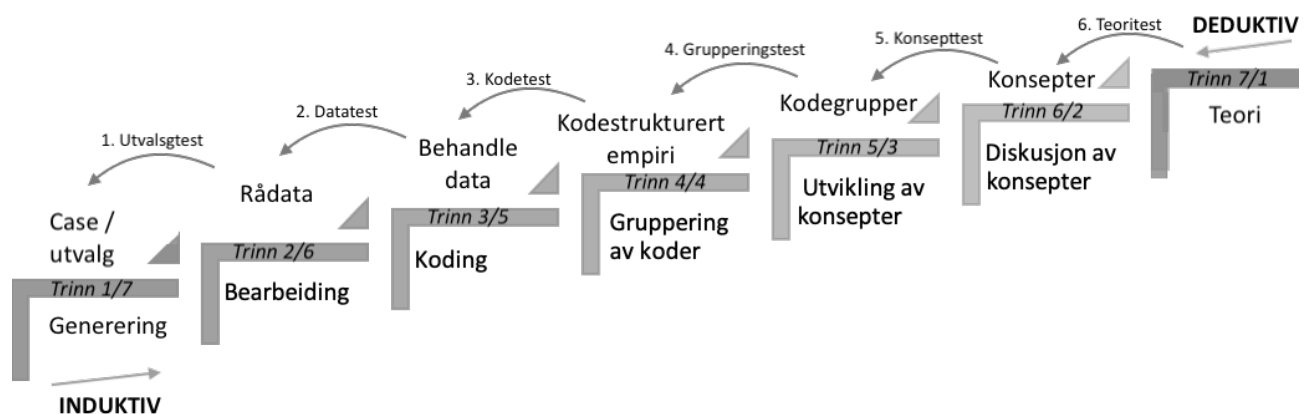 1. Utvalsgtest
Case /
utvalg
Trinn 1/7
Generering
INDUKTIV
2. Datatest
Rådata
Trinn 2/6
Bearbeiding
3. Kodetest
Behandle
data
Trinn 3/5
Koding
4. Grupperingstest
Kodestrukturert
empiri
Trinn 4/4
Gruppering
av koder
5. Konsepttest
Kodegrupper
Trinn 5/3
Utvikling av
konsepter
6. Teoritest
Konsepter
Trinn 6/2
Diskusjon av
konsepter
DEDUKTIV
Trinn 7/1
Teori